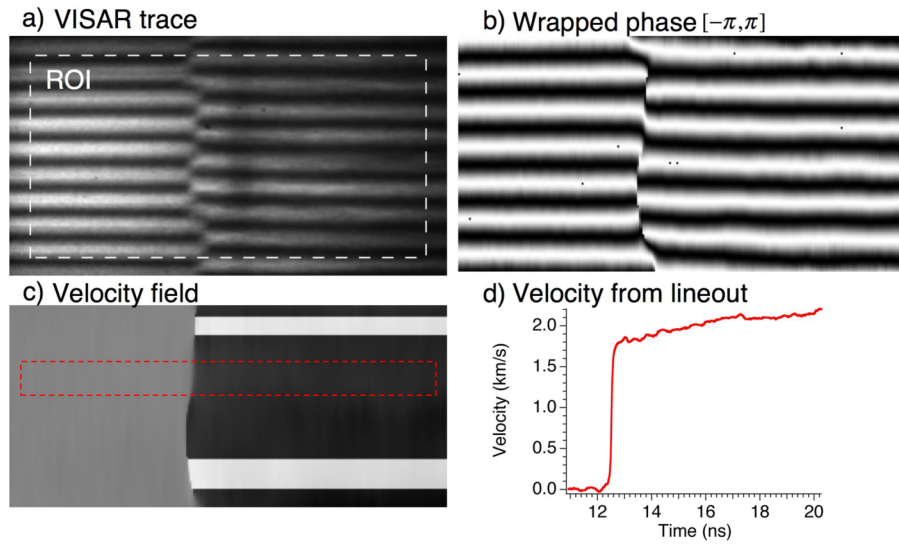 a) VISAR trace
ROI
b) Wrapped phase [-π,π]
c) Velocity field
d) Velocity from lineout
Velocity (km/s)
2.0
1.5
1.0
0.5
0.0
12 14 16 18 20
Time (ns)